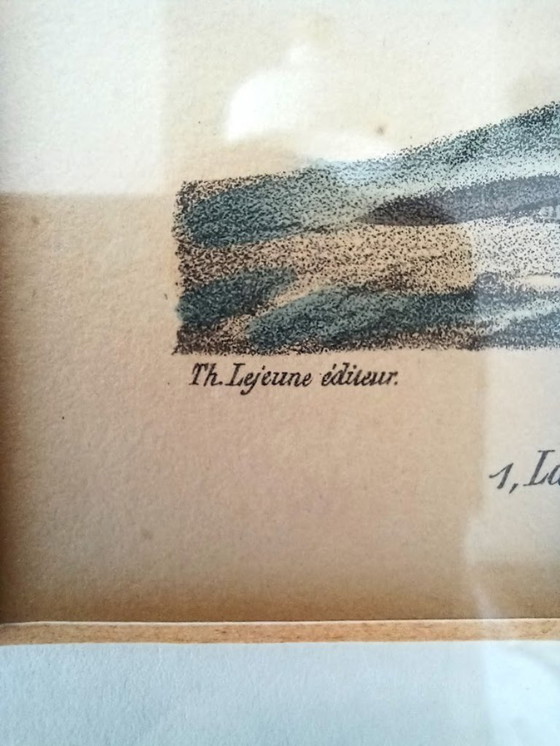 Th. Lejeune éditeur.
1, La